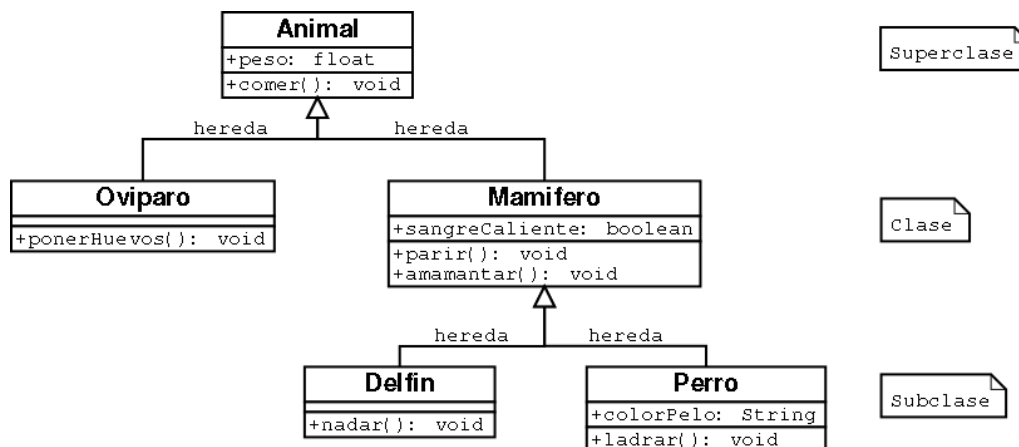 Animal
+peso: float
+comer(): void
Superclase
hereda
hereda
Oviparo
+ponerHuevos(): void
Mamifero
+sangreCaliente: boolean
+parir(): void
+amamantar(): void
Clase
hereda
hereda
Delfin
+nadar(): void
Perro
+colorPelo: String
+ladrar(): void
Subclase